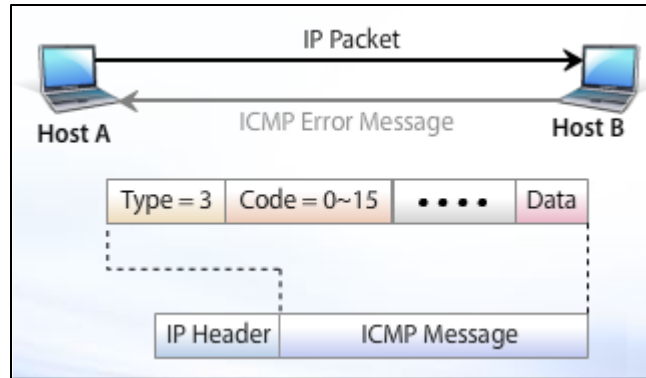 IP Packet
ICMP Error Message
Host A
Host B
Type = 3 Code = 0~15 •••• Data
IP Header ICMP Message